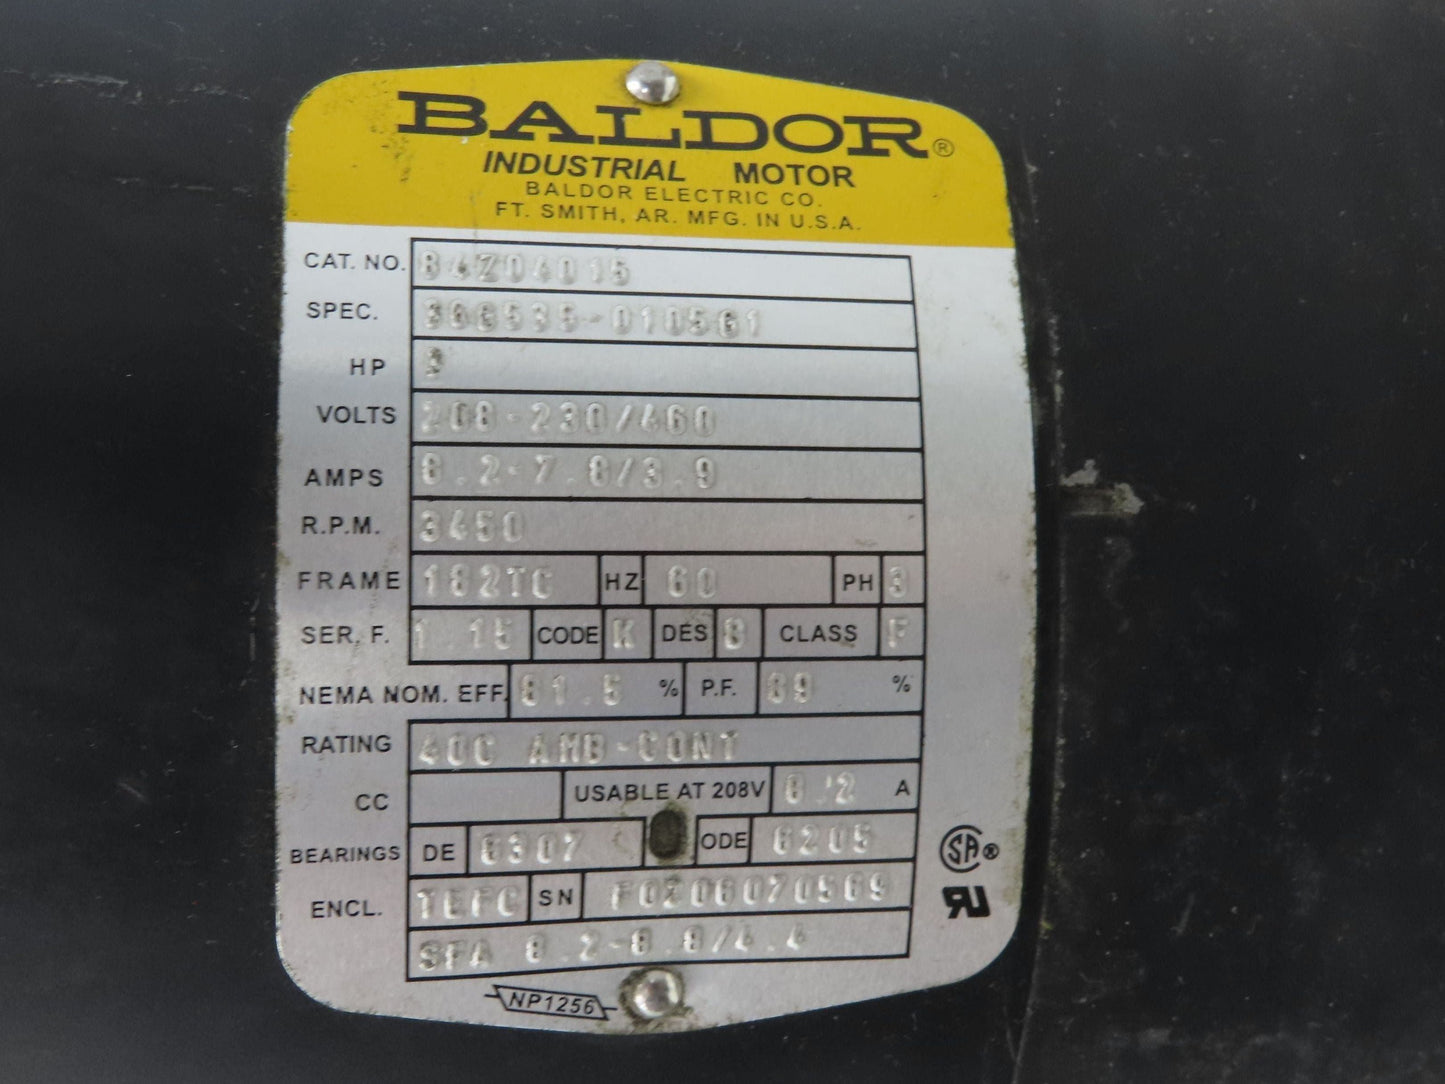 BALDOR®
INDUSTRIAL MOTOR
BALDOR ELECTRIC CO.
FT. SMITH, AR. MFG. IN U.S.A.
CAT. NO. 84Z04015
SPEC.
HP
VOLTS 208-230/460
AMPS 8.2-7.8/3.9
R.P.M. 3450
FRAME 182TC HZ 60 PH 3
SER. F. 1.15 CODE K DES B CLASS F
NEMA NOM. EFF. 81.5 % P.F. 89 %
RATING 40C AMB-CONT
CC USABLE AT 208V 8.2 A
BEARINGS DE 6307 ODE 6205
ENCL. TEFC SN F0206070569
SFA 8.2-8.8/4.4
NP1256
SA®
RU